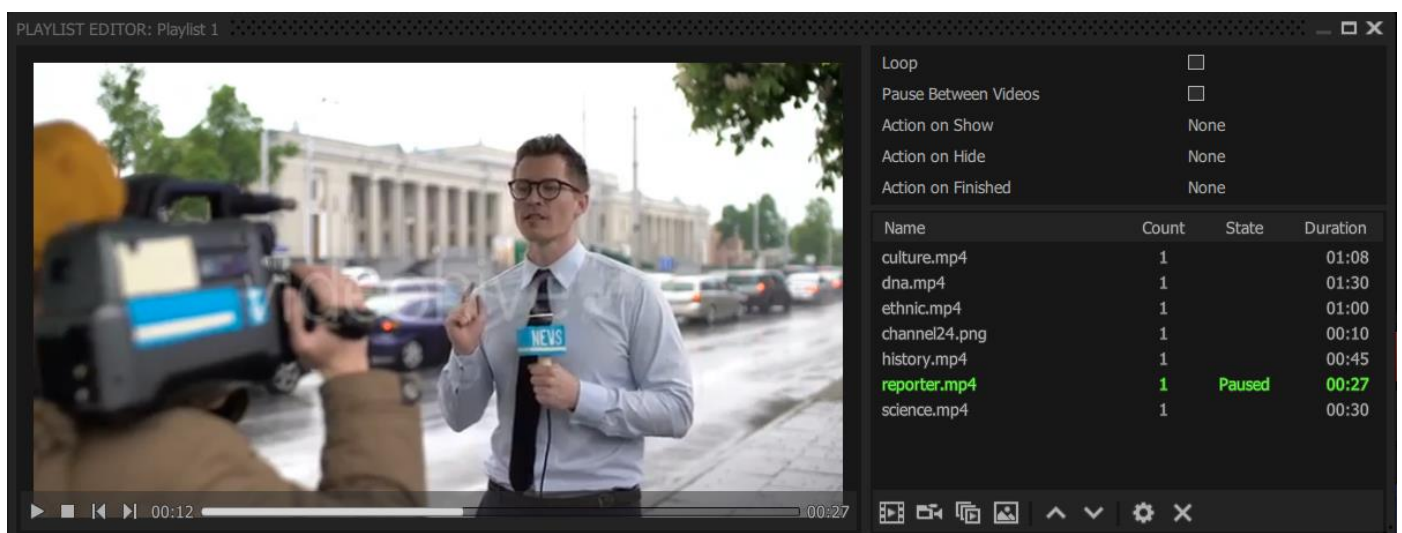 PLAYLIST EDITOR: Playlist 1
Loop
Pause Between Videos
Action on Show None
Action on Hide None
Action on Finished None
Name Count State Duration
culture.mp4 1 01:08
dna.mp4 1 01:30
ethnic.mp4 1 01:00
channel24.png 1 00:10
history.mp4 1 00:45
reporter.mp4 1 Paused 00:27
science.mp4 1 00:30
NEWS
00:12 00:27